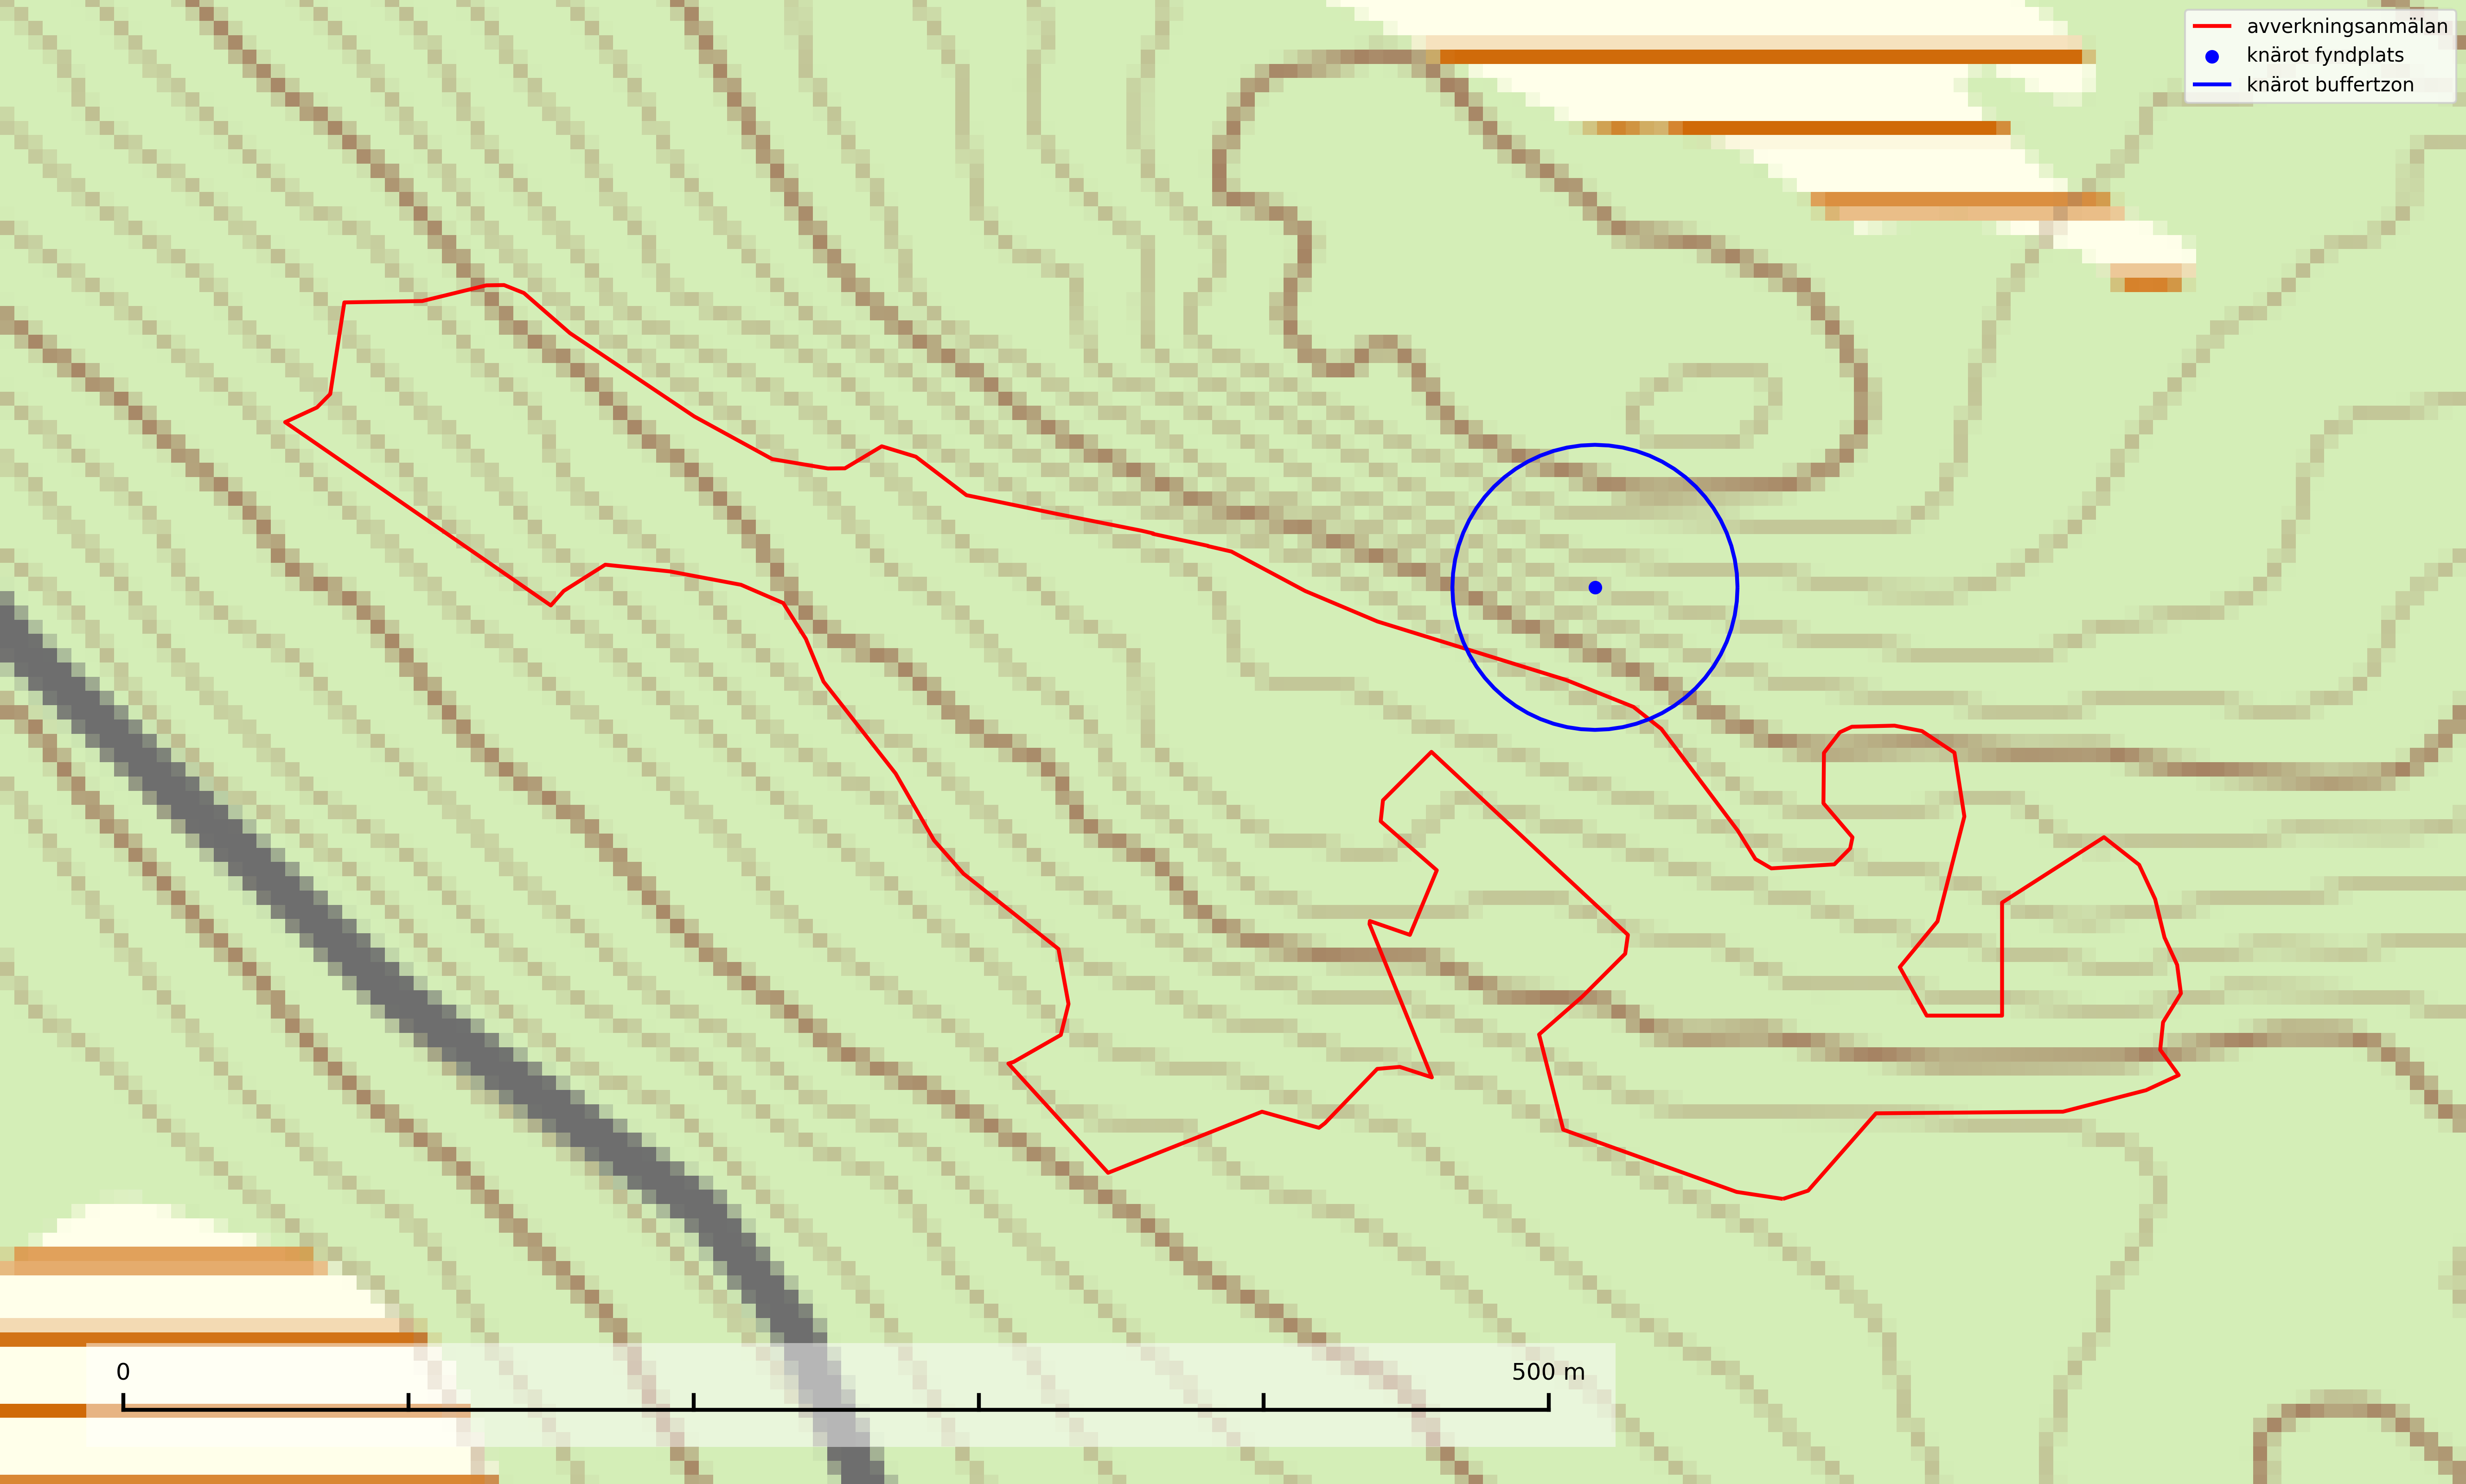 avverkningsanmälan
knärot fyndplats
knärot buffertzon
0
500 m